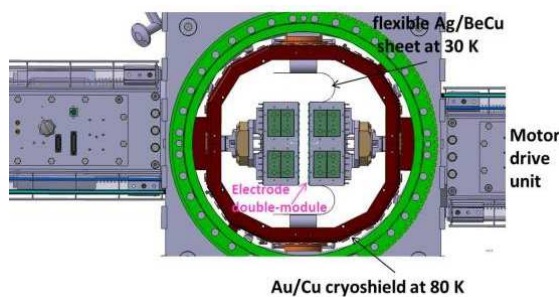 flexible Ag/BeCu
sheet at 30 K
Motor
drive
unit
Electrode
double-module
Au/Cu cryoshield at 80 K